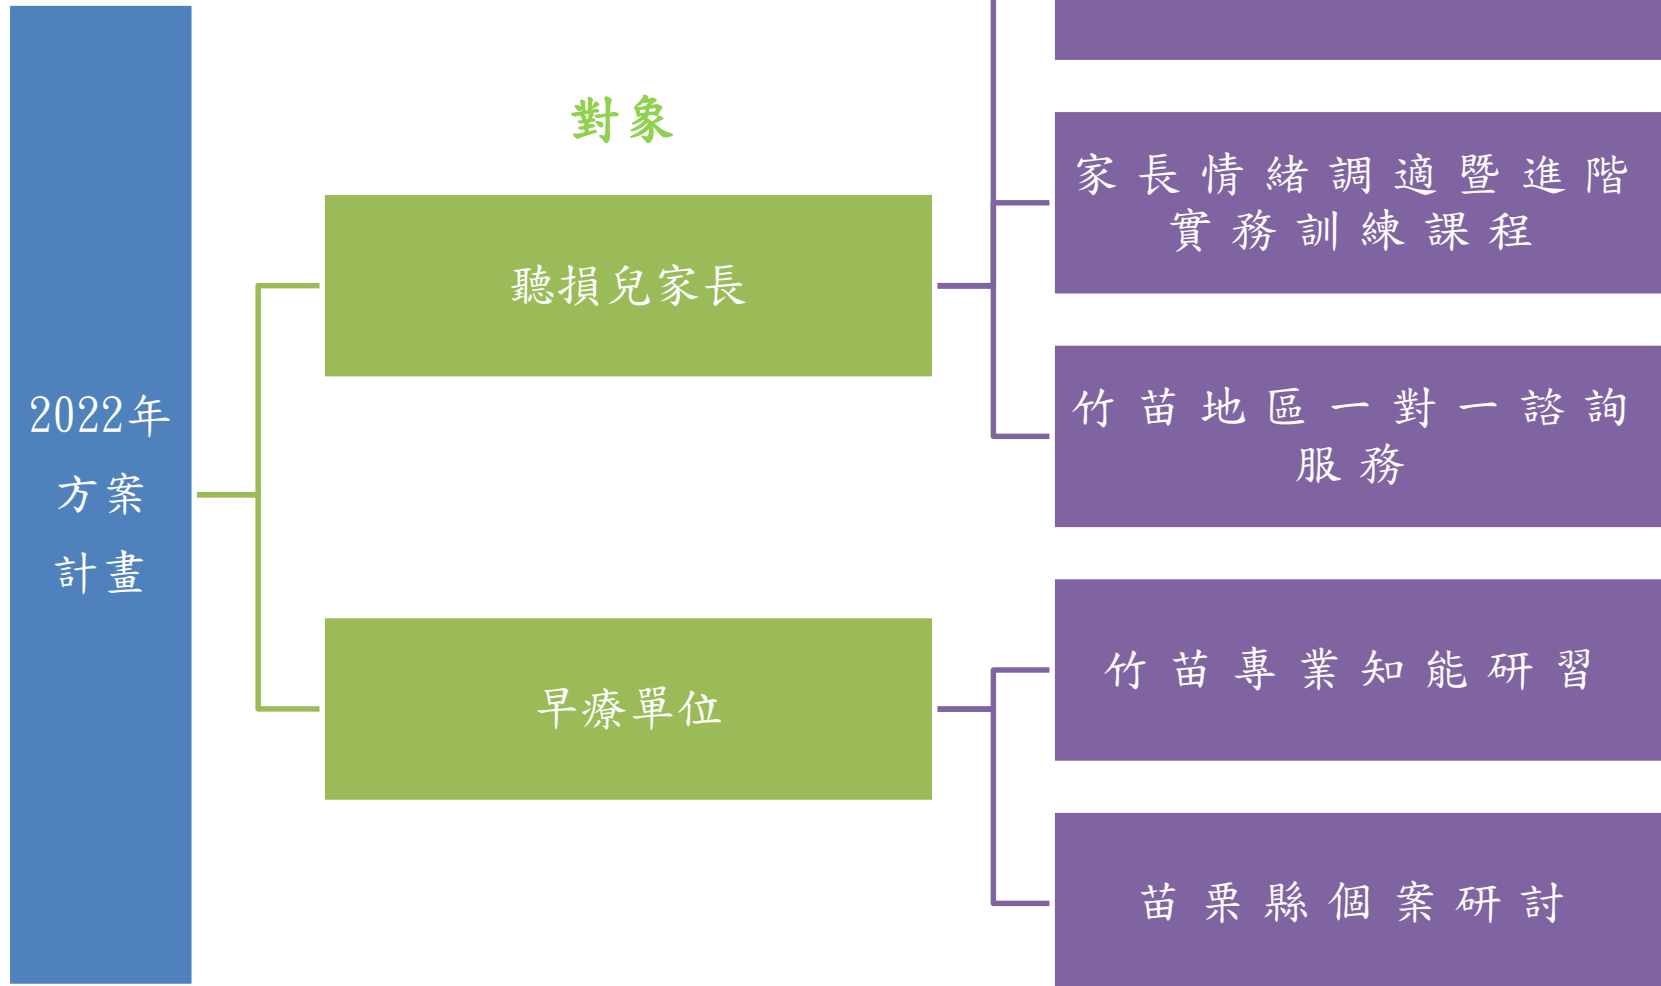 2022年
方案
計畫
對象
聽損兒家長
家長情緒調適暨進階
實務訓練課程
竹苗地區一對一諮詢
服務
早療單位
竹苗專業知能研習
苗栗縣個案研討